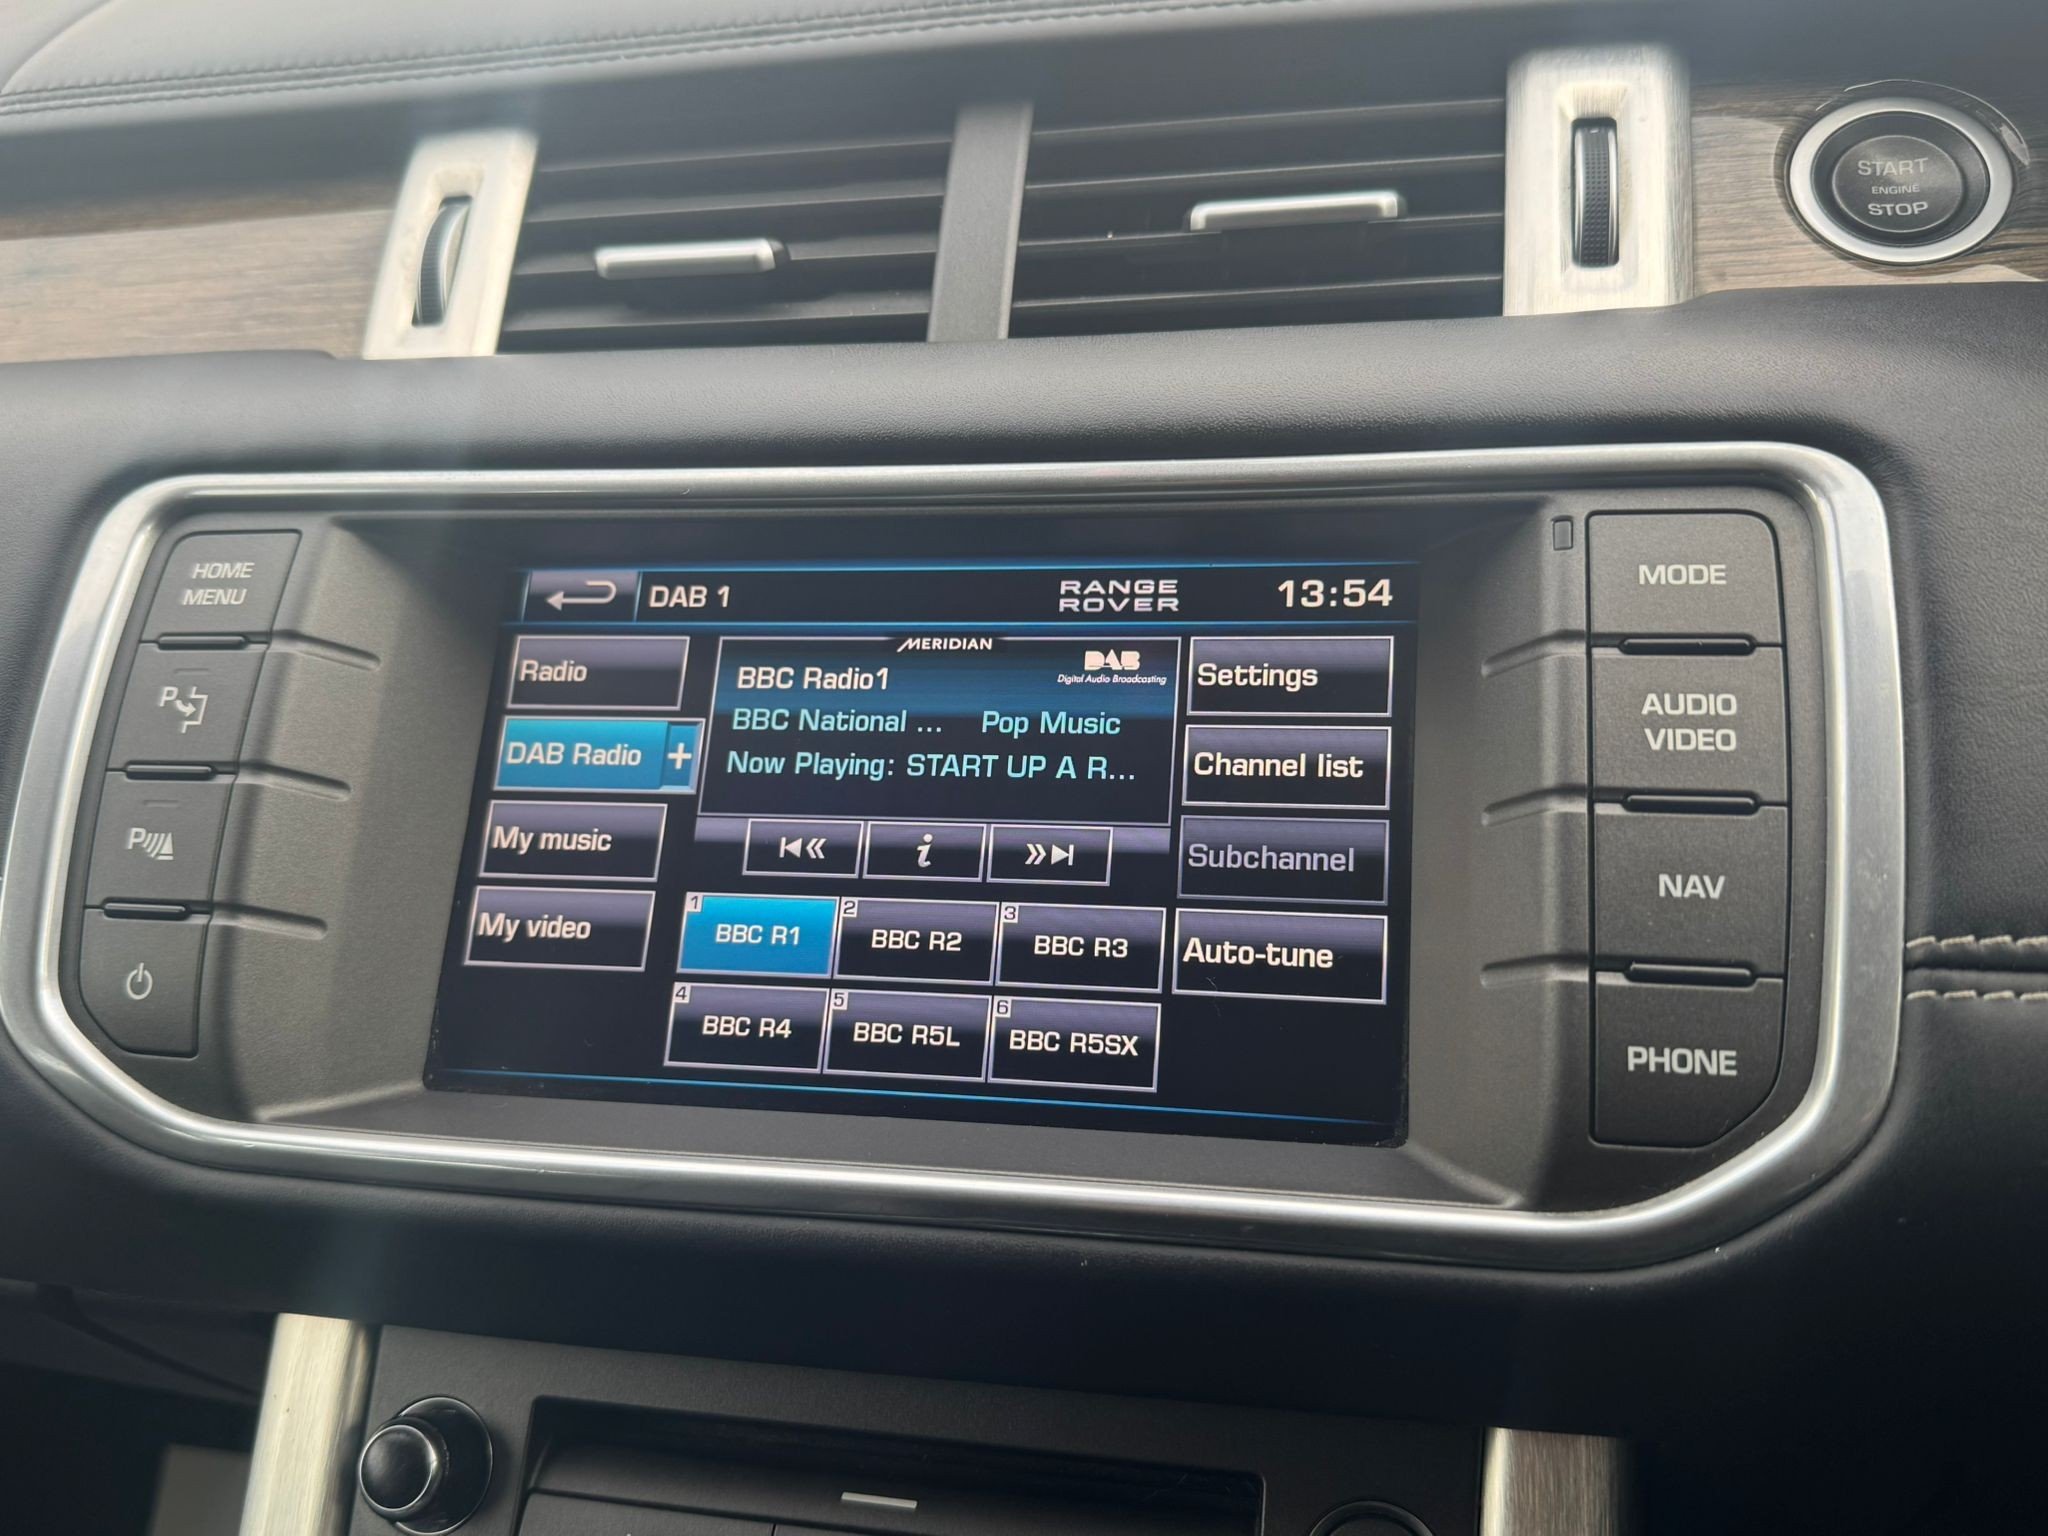 START
ENGINE
STOP
HOME
MENU
P
P
DAB 1
RANGE
ROVER
13:54
Radio
DAB Radio +
My music
My video
MERIDIAN
DAB
Digital Audio Broadcasting
BBC Radio1
BBC National ... Pop Music
Now Playing: START UP A R...
i
1 BBC R1
2 BBC R2
3 BBC R3
4 BBC R4
5 BBC R5L
6 BBC R5SX
Settings
Channel list
Subchannel
Auto-tune
MODE
AUDIO
VIDEO
NAV
PHONE